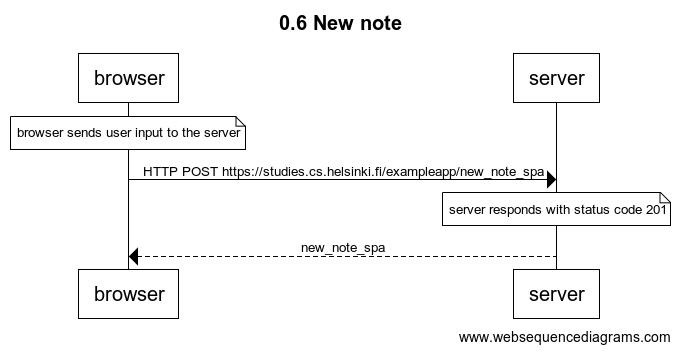 0.6 New note
browser
server
browser sends user input to the server
HTTP POST https://studies.cs.helsinki.fi/exampleapp/new_note_spa
server responds with status code 201
new_note_spa
browser
server
www.websequencediagrams.com